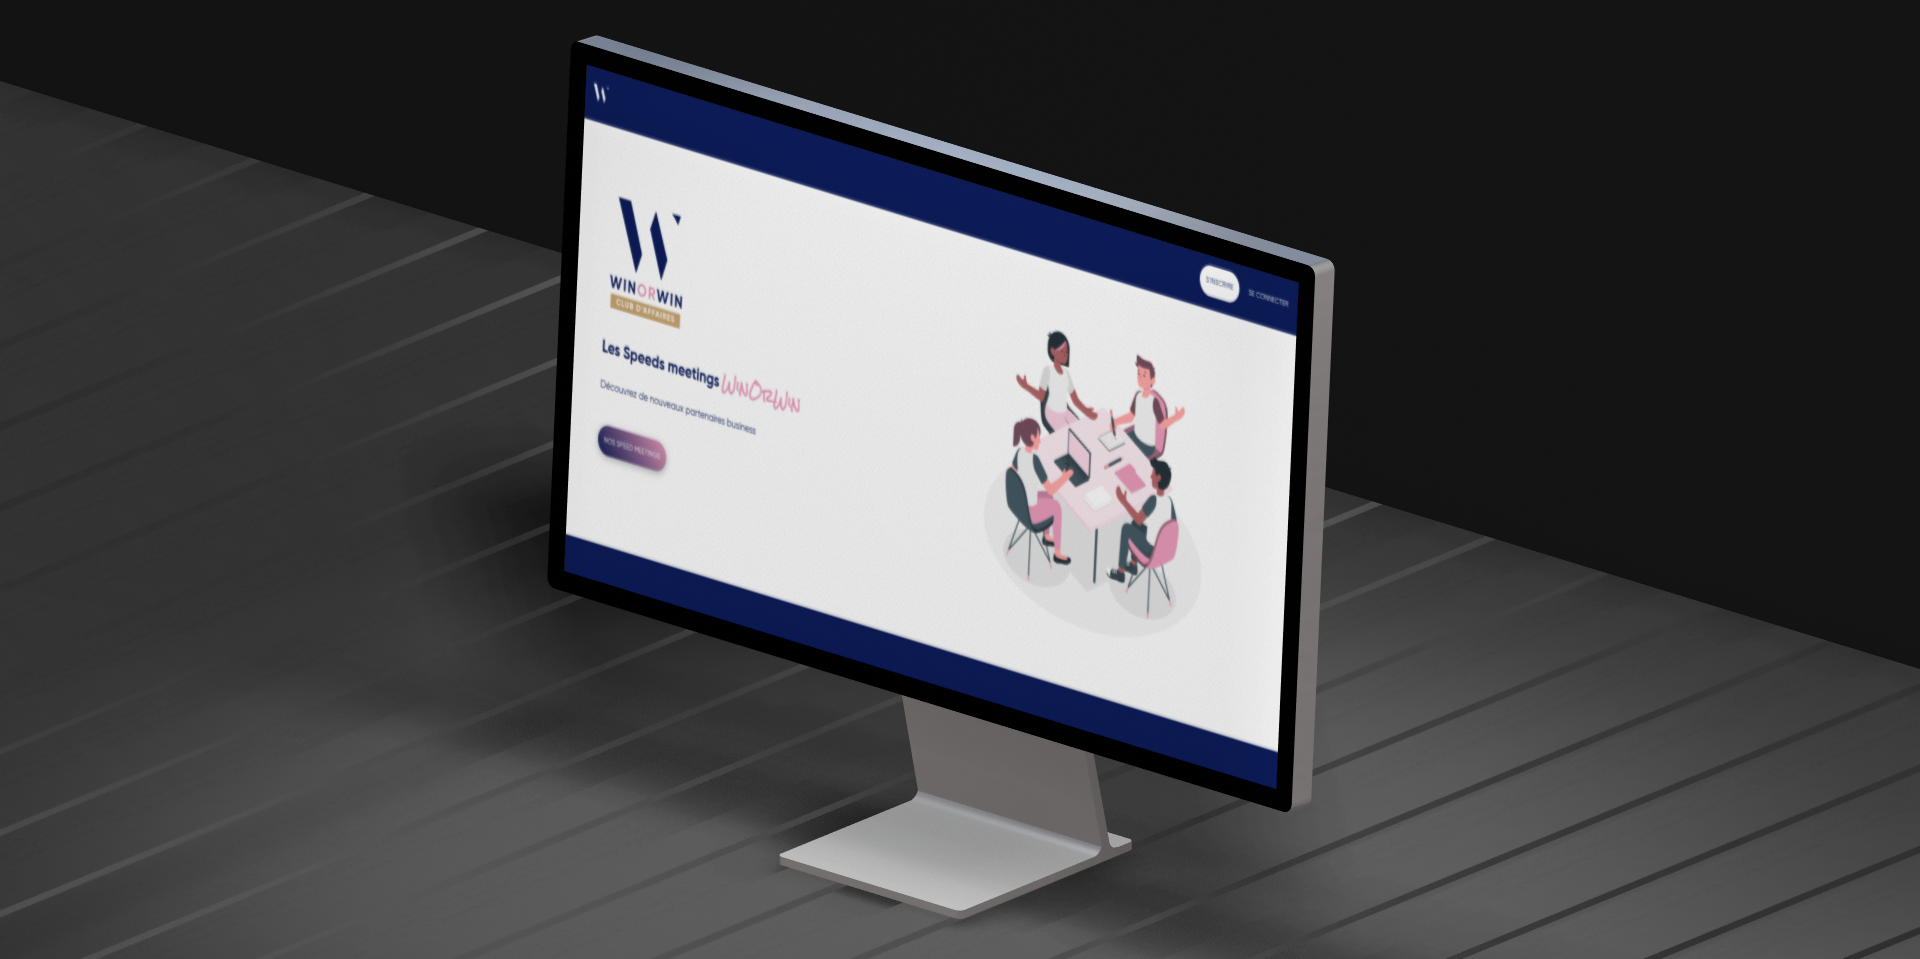 S'INSCRIRE
SE CONNECTER
WINORWIN
CLUB D'AFFAIRES
Les Speeds meetings WINORWIN
Découvrez de nouveaux partenaires business
NOS SPEED MEETINGS